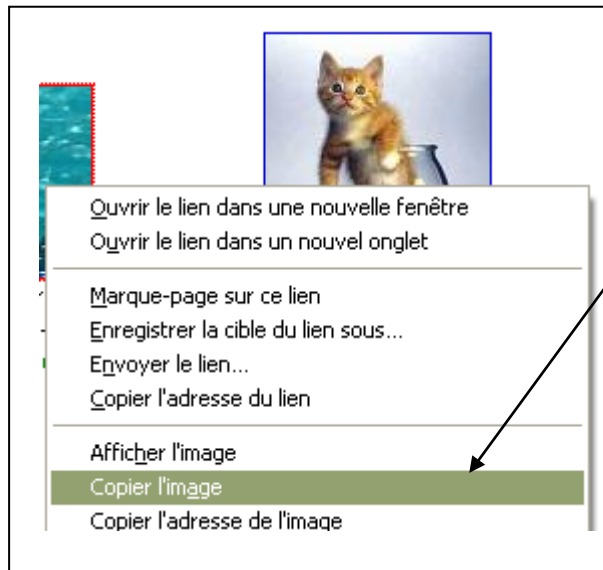 Ouvrir le lien dans une nouvelle fenêtre
Ouvrir le lien dans un nouvel onglet
Marque-page sur ce lien
Enregistrer la cible du lien sous...
Envoyer le lien...
Copier l'adresse du lien
Afficher l'image
Copier l'image
Copier l'adresse de l'image